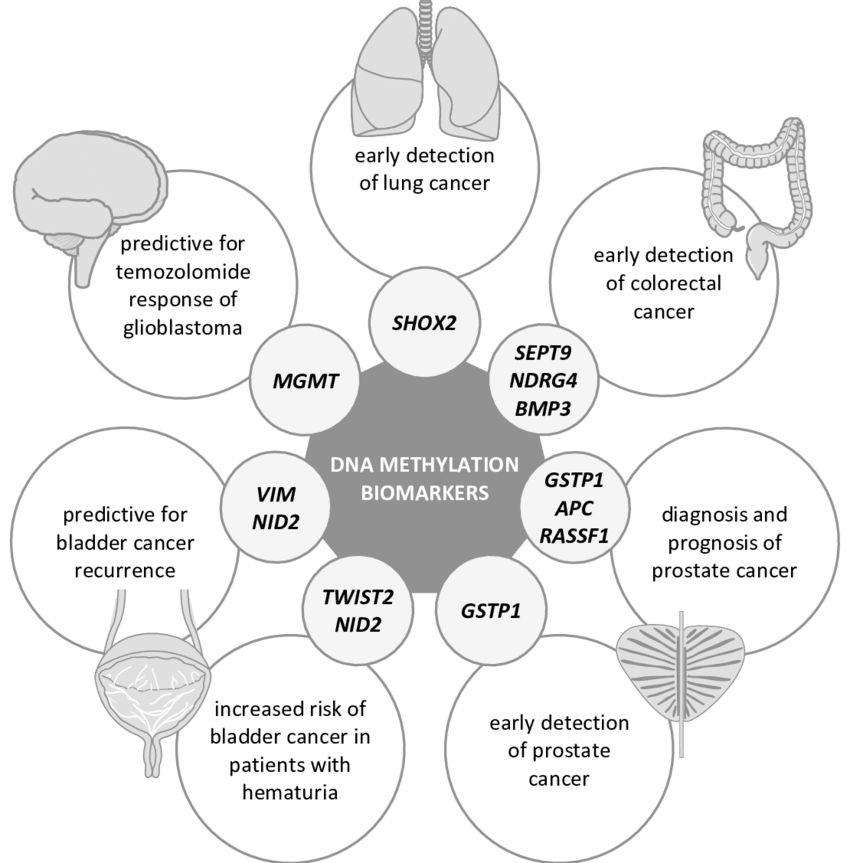 early detection
of lung cancer
SHOX2
early detection
of colorectal
cancer
SEPT9
NDRG4
BMP3
diagnosis and
prognosis of
prostate cancer
GSTP1
APC
RASSF1
early detection
of prostate
cancer
GSTP1
increased risk of
bladder cancer in
patients with
hematuria
TWIST2
NID2
predictive for
bladder cancer
recurrence
VIM
NID2
predictive for
temozolomide
response of
glioblastoma
MGMT
DNA METHYLATION
BIOMARKERS